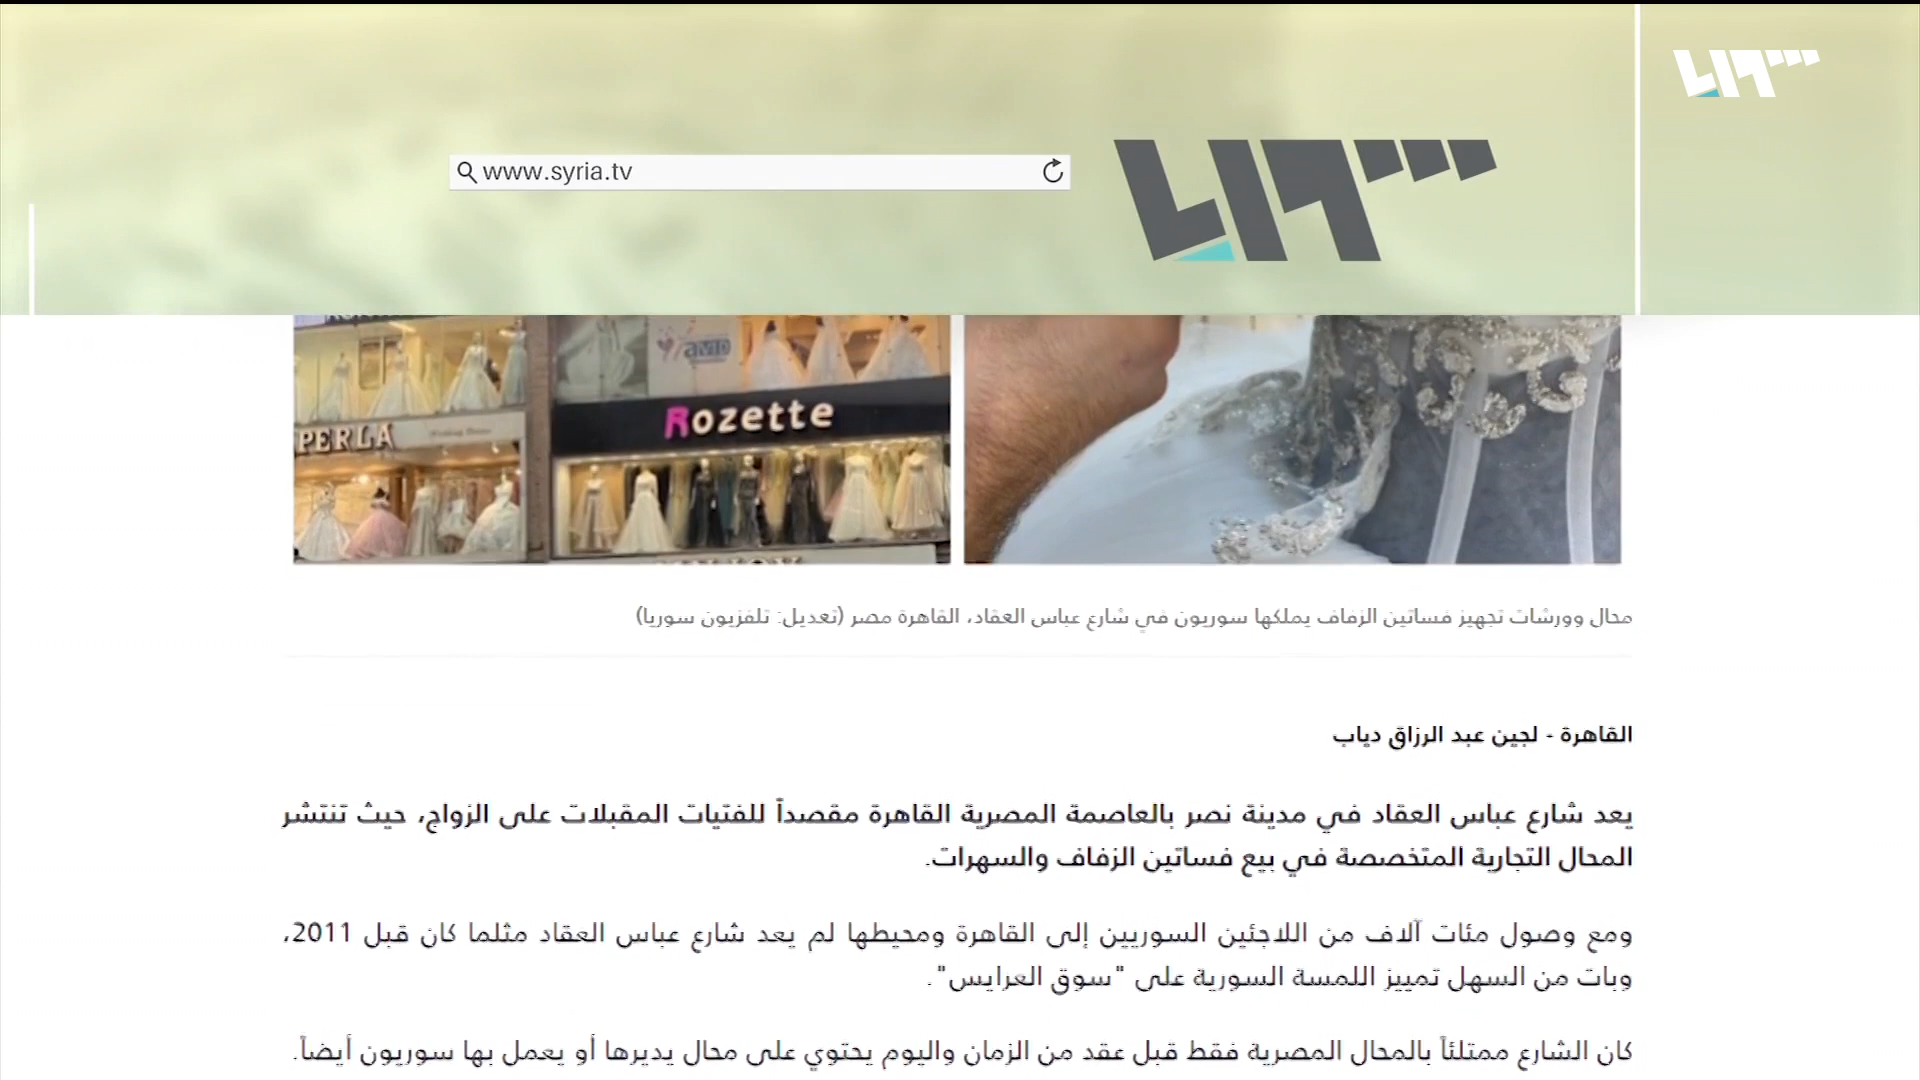 www.syria.tv
PERLA
Rozette
محال وورشات تجهيز فساتين الزفاف يملكها سوريون في شارع عباس العقاد، القاهرة مصر (تعديل: تلفزيون سوريا)
القاهرة - لجين عبد الرزاق دياب
يعد شارع عباس العقاد في مدينة نصر بالعاصمة المصرية القاهرة مقصداً للفتيات المقبلات على الزواج، حيث تنتشر
المحال التجارية المتخصصة في بيع فساتين الزفاف والسهرات.
ومع وصول مئات آلاف من اللاجئين السوريين إلى القاهرة ومحيطها لم يعد شارع عباس العقاد مثلما كان قبل 2011،
وبات من السهل تمييز اللمسة السورية على "سوق العرايس".
كان الشارع ممتلئاً بالمحال المصرية فقط قبل عقد من الزمان واليوم يحتوي على محال يديرها أو يعمل بها سوريون أيضاً.